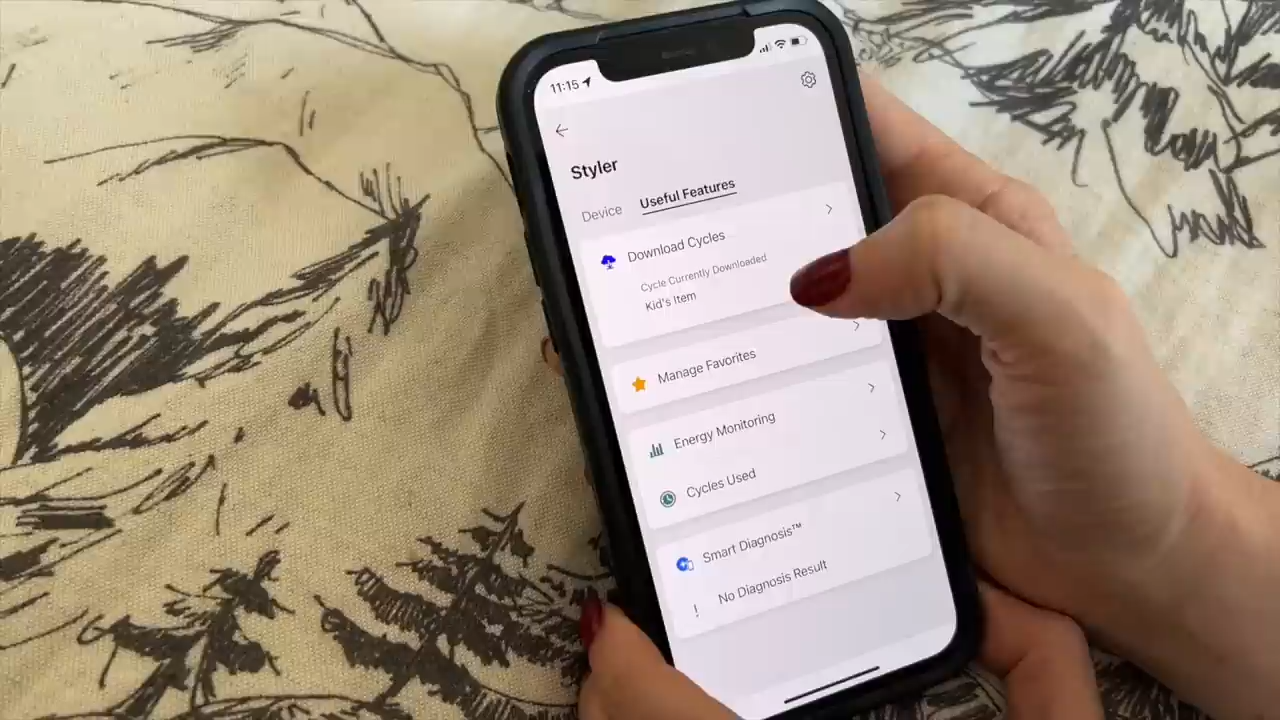 11:15
Styler
Device Useful Features
Download Cycles
Cycle Currently Downloaded
Kid's Item
Manage Favorites
Energy Monitoring
Cycles Used
Smart Diagnosis™
! No Diagnosis Result